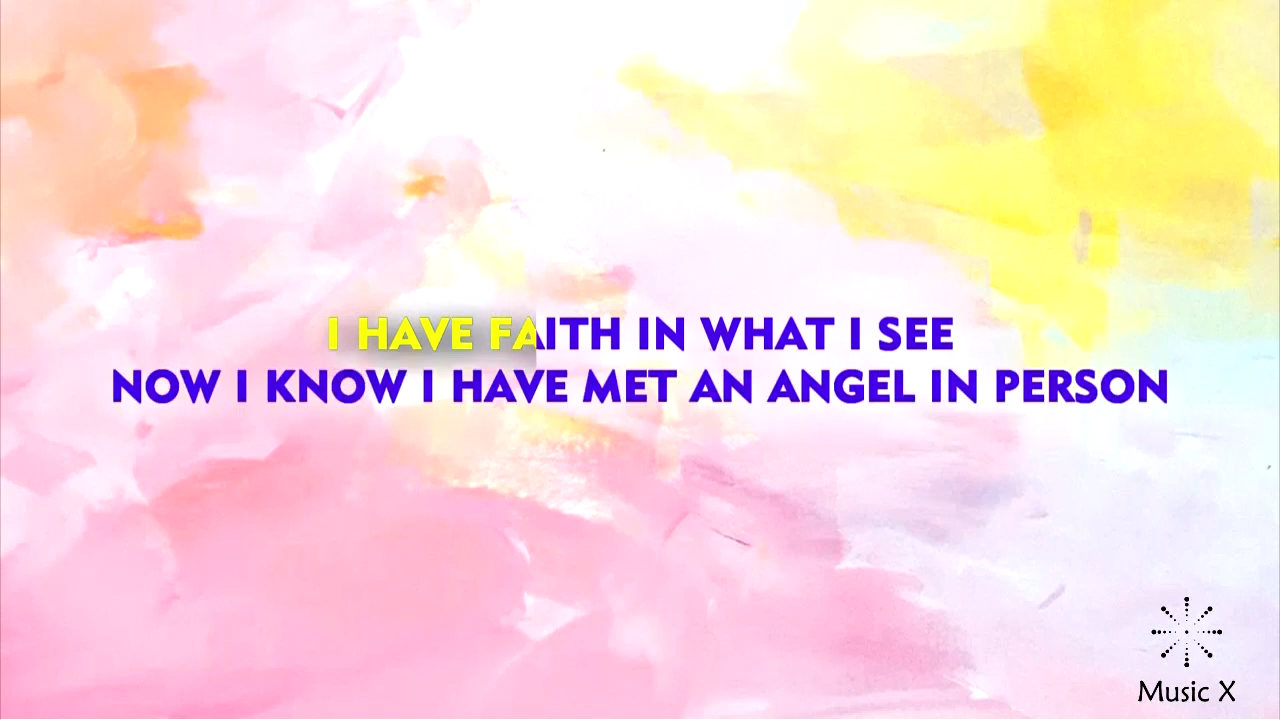 I HAVE FAITH IN WHAT I SEE
NOW I KNOW I HAVE MET AN ANGEL IN PERSON
Music X